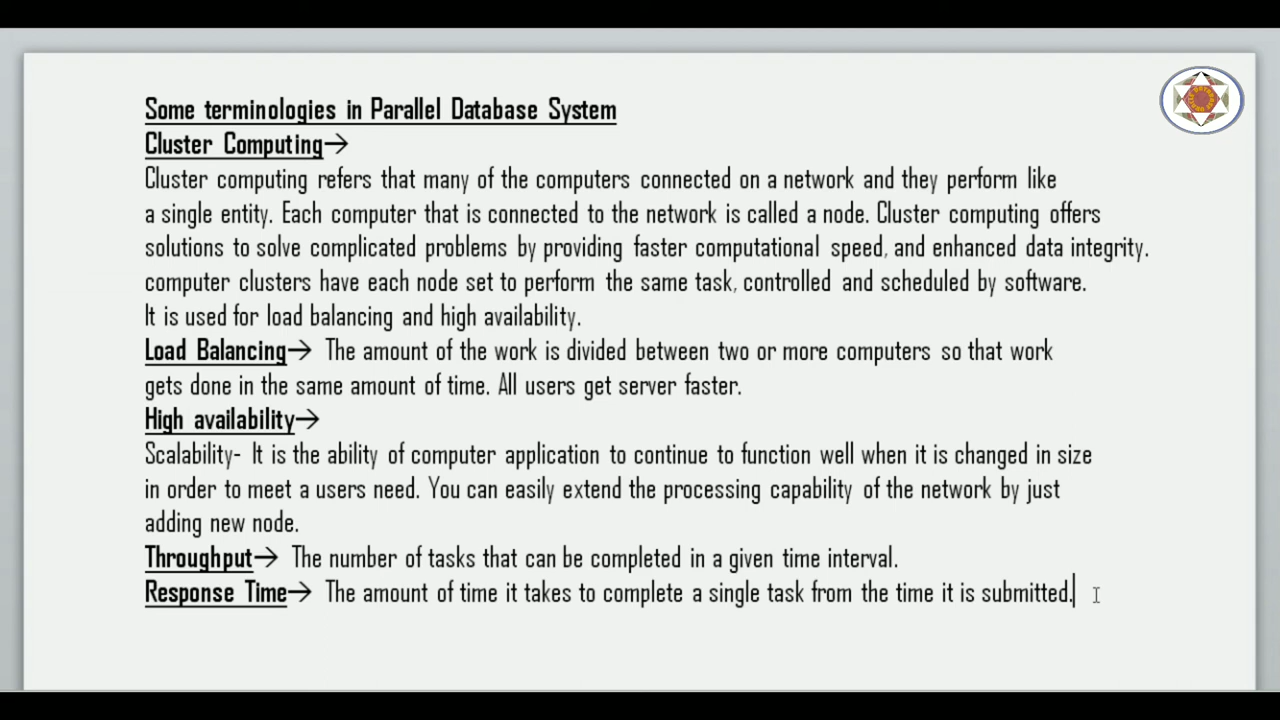 Some terminologies in Parallel Database System
Cluster Computing→
Cluster computing refers that many of the computers connected on a network and they perform like
a single entity. Each computer that is connected to the network is called a node. Cluster computing offers
solutions to solve complicated problems by providing faster computational speed, and enhanced data integrity.
computer clusters have each node set to perform the same task, controlled and scheduled by software.
It is used for load balancing and high availability.
Load Balancing→ The amount of the work is divided between two or more computers so that work
gets done in the same amount of time. All users get server faster.
High availability→
Scalability- It is the ability of computer application to continue to function well when it is changed in size
in order to meet a users need. You can easily extend the processing capability of the network by just
adding new node.
Throughput→ The number of tasks that can be completed in a given time interval.
Response Time→ The amount of time it takes to complete a single task from the time it is submitted.